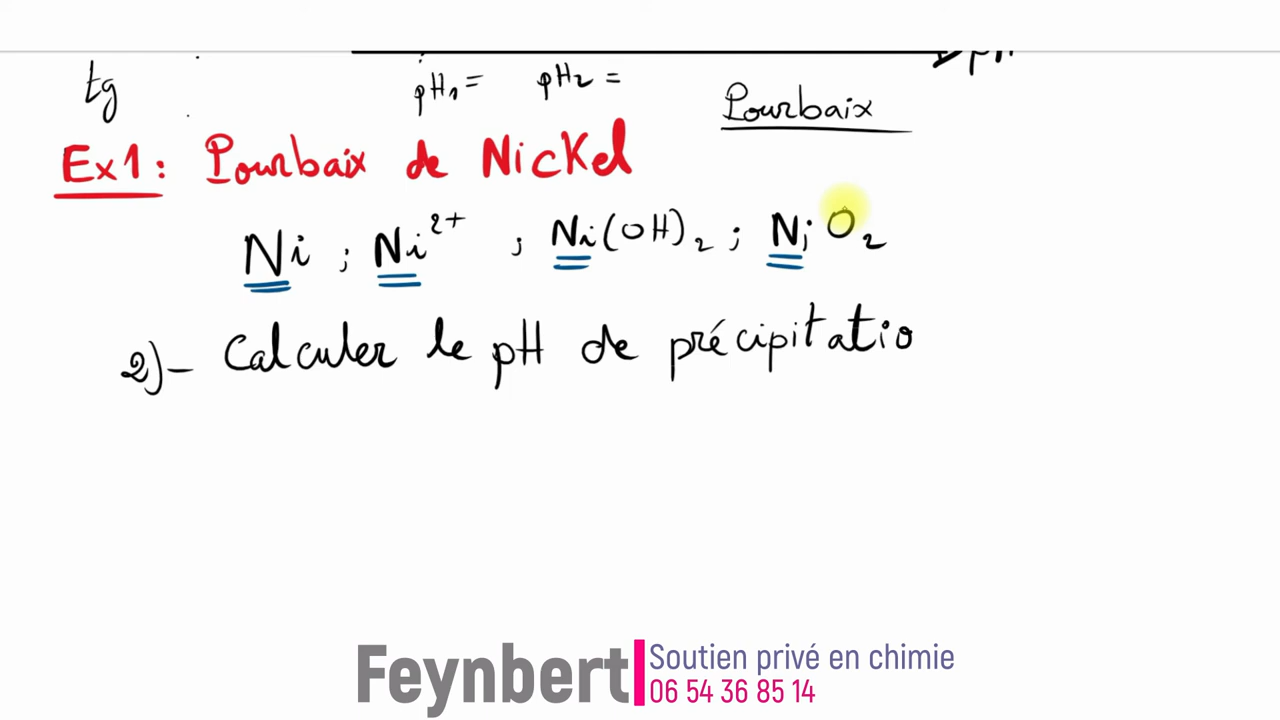 tg
pH₁ = pH₂ =
Pourbaix
Ex1 : Pourbaix de Nickel
Ni ; Ni²⁺ ; Ni(OH)₂ ; NiO₂
2)- Calculer le pH de précipitatio
Feynbert
Soutien privé en chimie
06 54 36 85 14